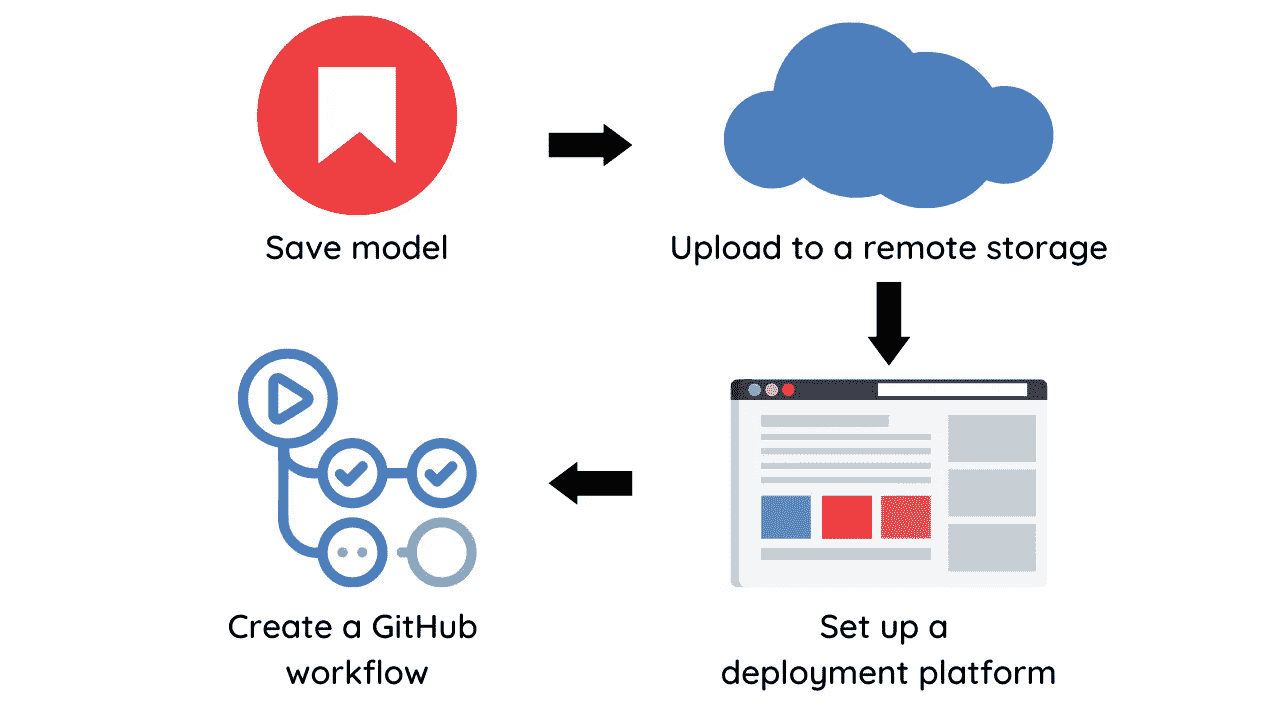 Save model
Upload to a remote storage
Set up a
deployment platform
Create a GitHub
workflow